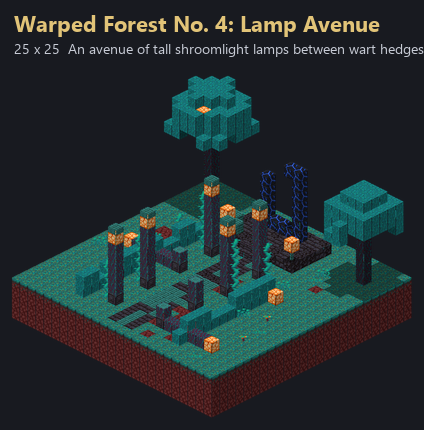 Warped Forest No. 4: Lamp Avenue
25 x 25 An avenue of tall shroomlight lamps between wart hedges